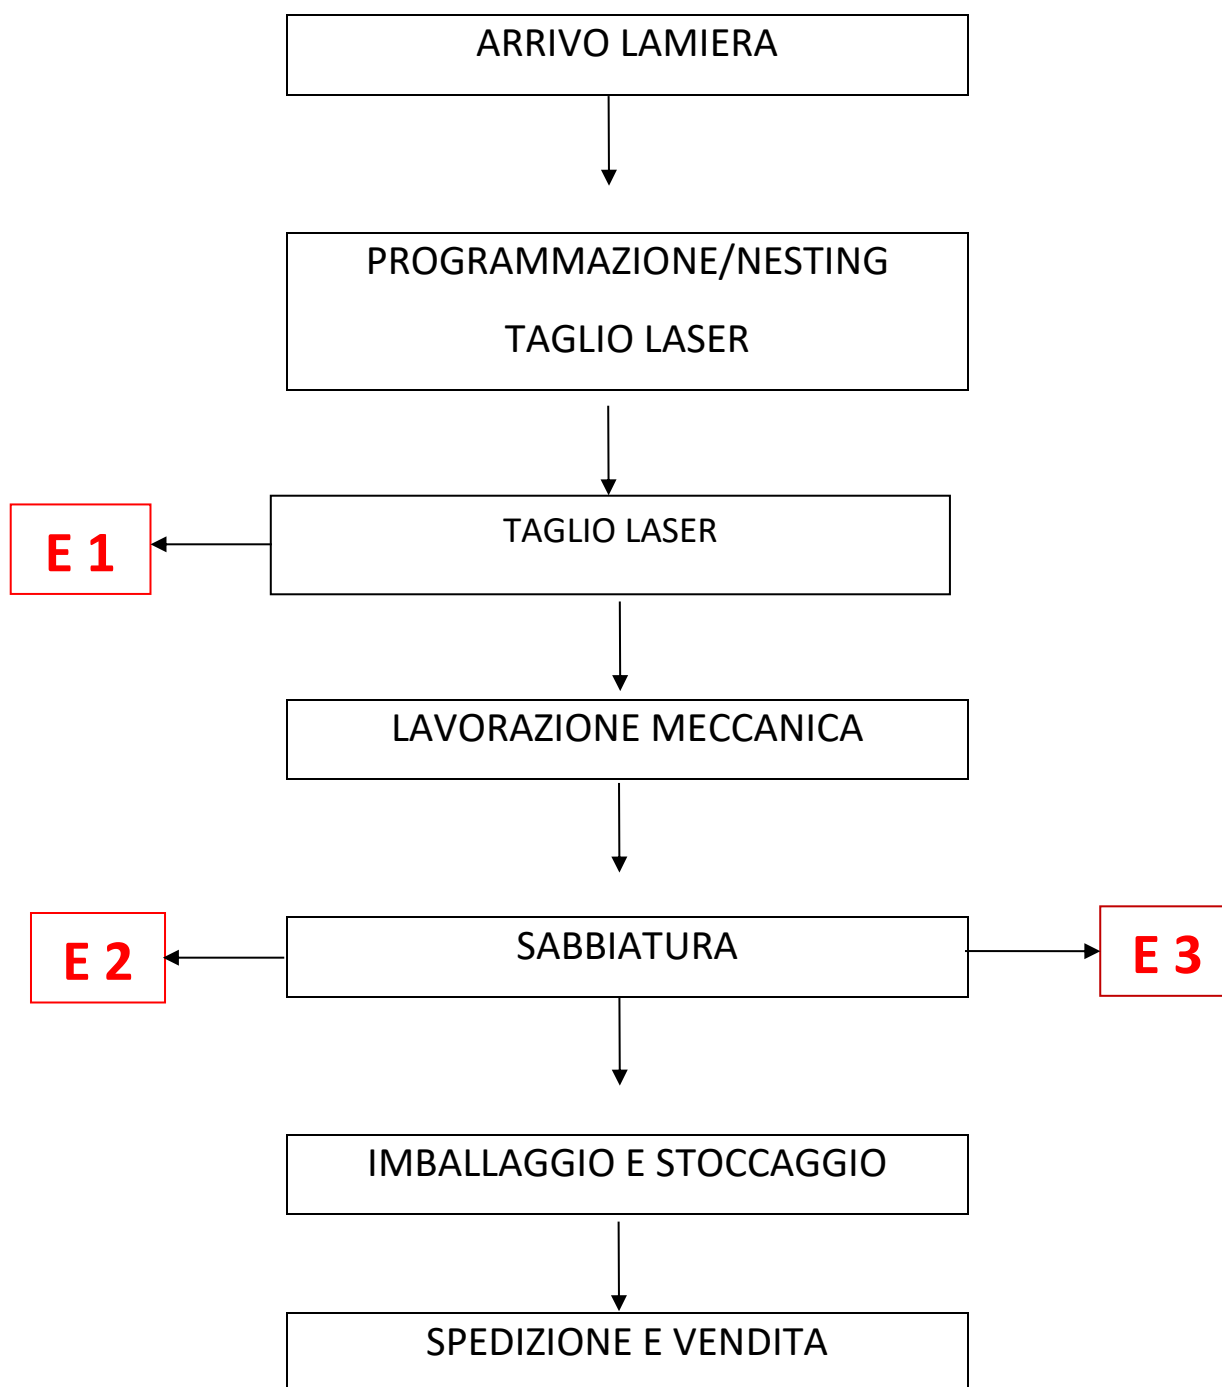 ARRIVO LAMIERA
PROGRAMMAZIONE/NESTING
TAGLIO LASER
E 1
TAGLIO LASER
LAVORAZIONE MECCANICA
E 2
SABBIATURA
E 3
IMBALLAGGIO E STOCCAGGIO
SPEDIZIONE E VENDITA